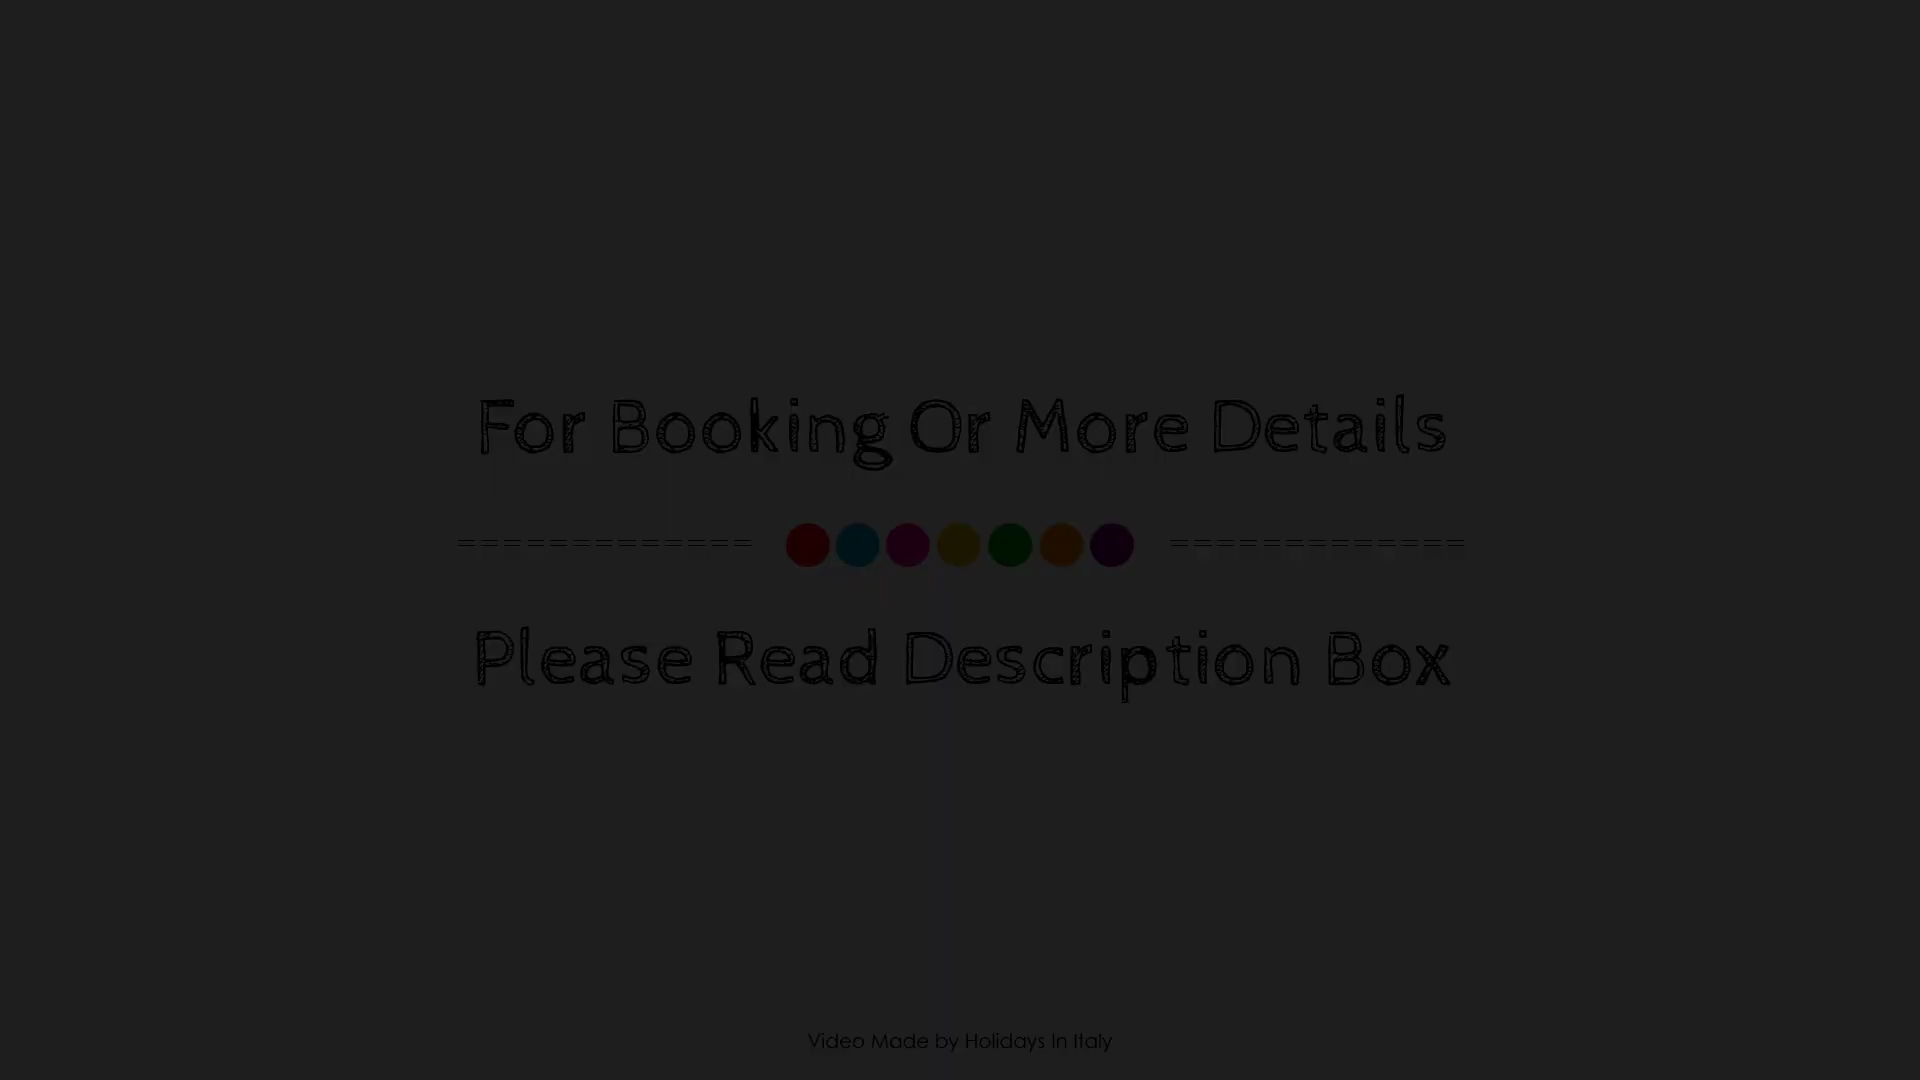 For Booking Or More Details
============= =============
Please Read Description Box
Video Made by Holidays In Italy